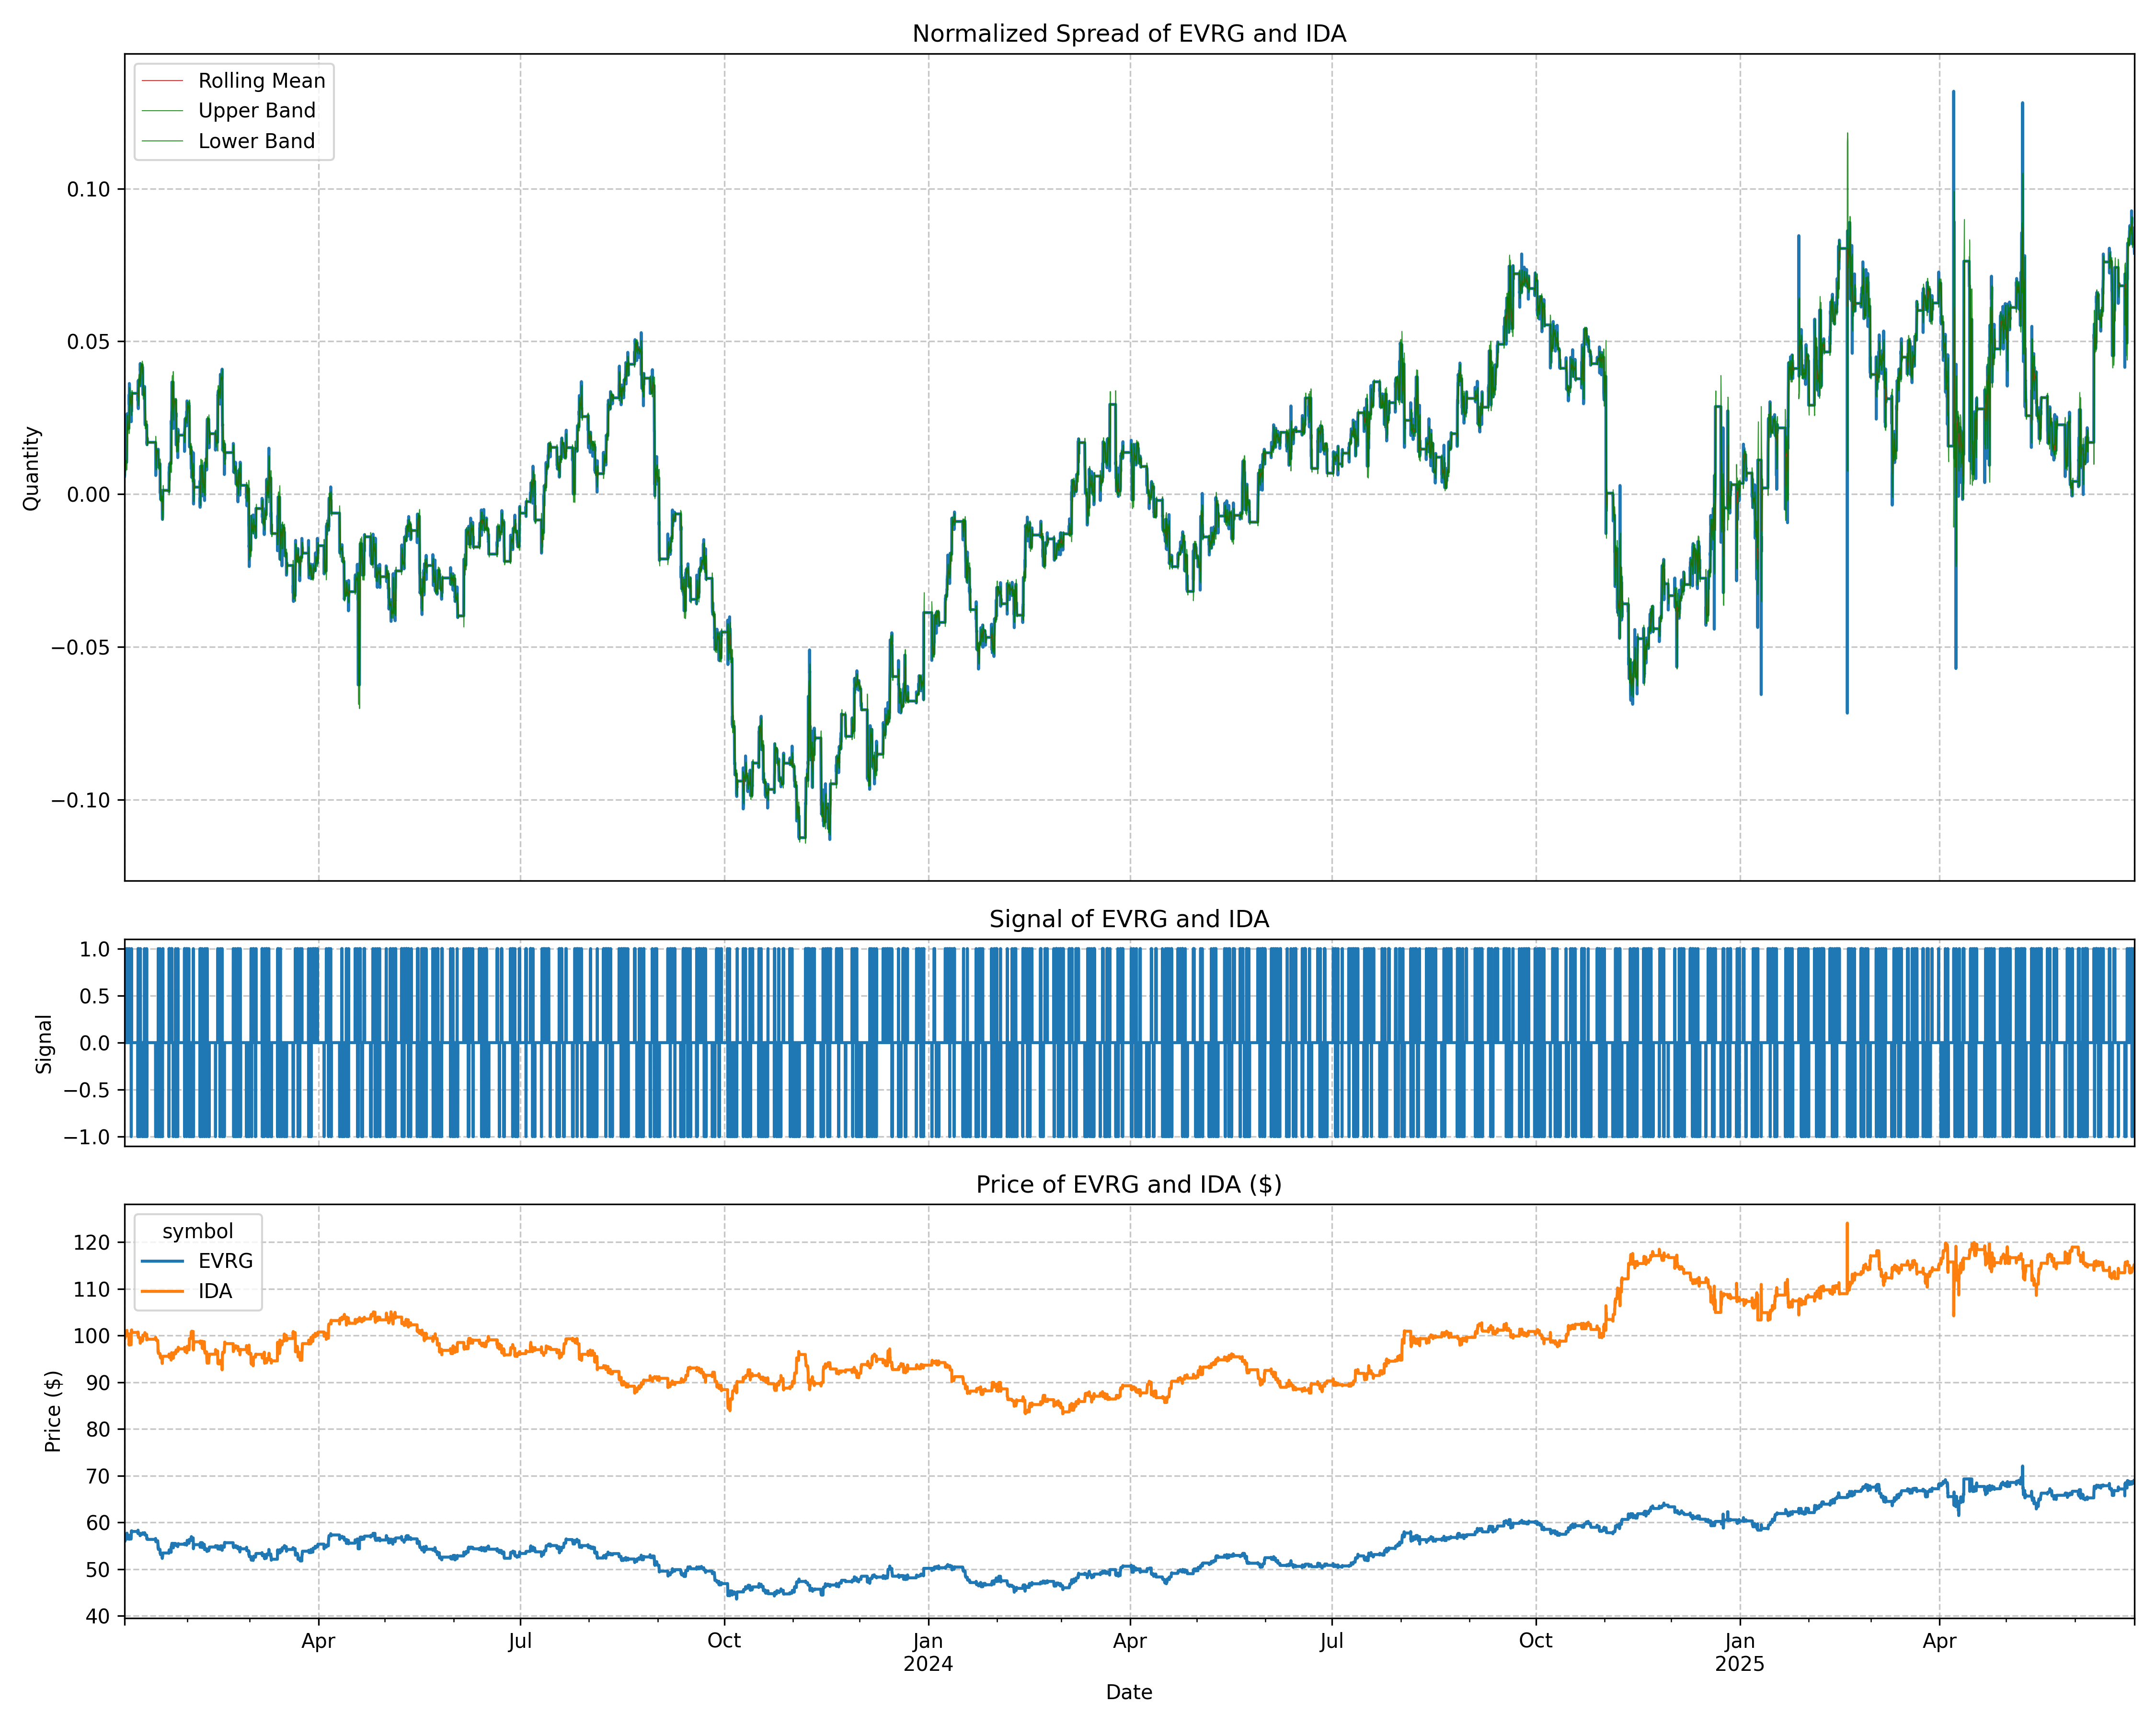 Normalized Spread of EVRG and IDA
Rolling Mean
Upper Band
Lower Band
Quantity
0.10
0.05
0.00
−0.05
−0.10
Signal of EVRG and IDA
Signal
1.0
0.5
0.0
−0.5
−1.0
Price of EVRG and IDA ($)
symbol
EVRG
IDA
Price ($)
120
110
100
90
80
70
60
50
40
Apr
Jul
Oct
Jan
2024
Apr
Jul
Oct
Jan
2025
Apr
Date